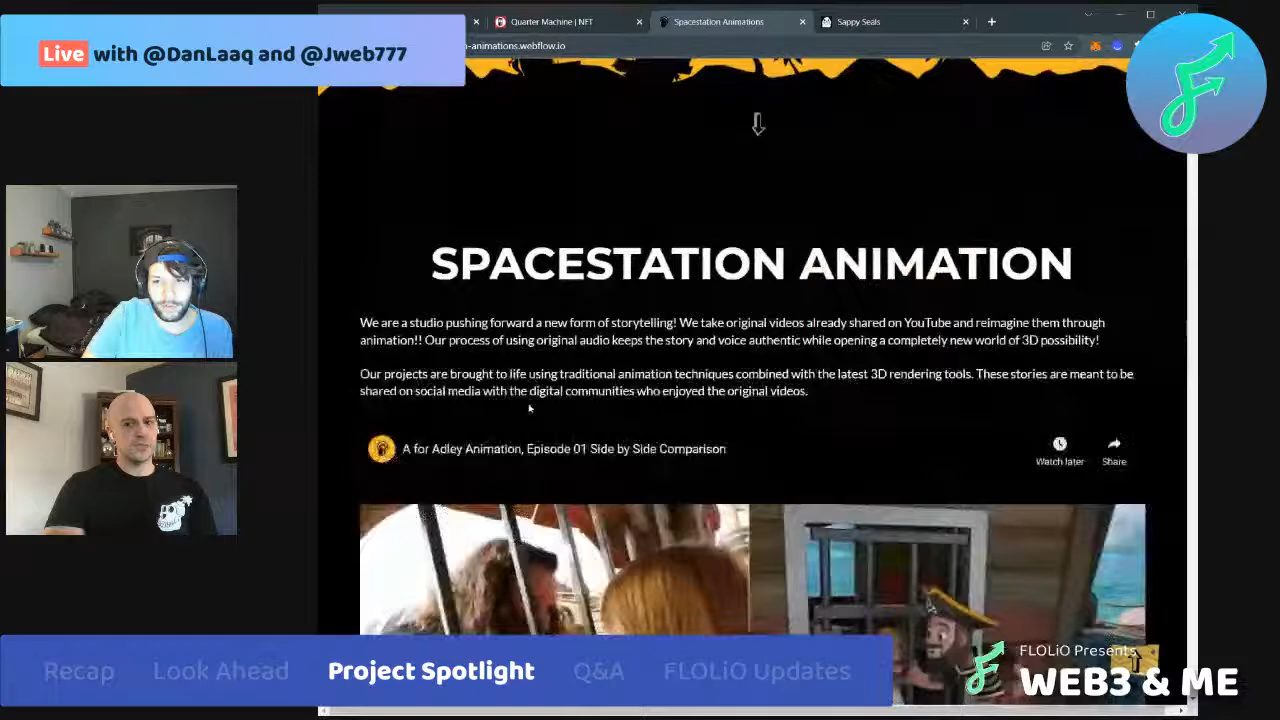 Live with @DanLaaq and @Jweb777
Quarter Machine | NFT
Spacestation Animations
Sappy Seals
-animations.webflow.io
SPACESTATION ANIMATION
We are a studio pushing forward a new form of storytelling! We take original videos already shared on YouTube and reimagine them through
animation!! Our process of using original audio keeps the story and voice authentic while opening a completely new world of 3D possibility!
Our projects are brought to life using traditional animation techniques combined with the latest 3D rendering tools. These stories are meant to be
shared on social media with the digital communities who enjoyed the original videos.
A for Adley Animation, Episode 01 Side by Side Comparison
Watch later
Share
Recap
Look Ahead
Project Spotlight
Q&A
FLOLiO Updates
FLOLiO Presents
WEB3 & ME